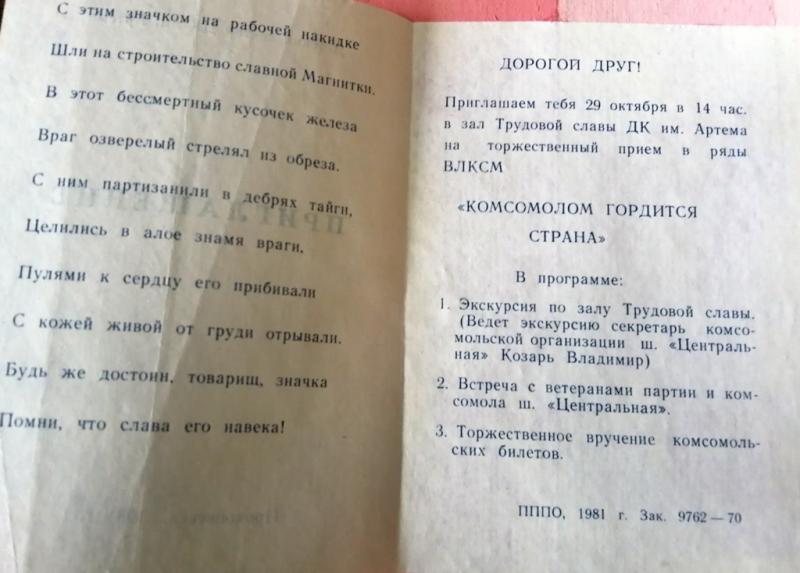 С этим значком на рабочей накидке
Шли на строительство славной Магнитки.
В этот бессмертный кусочек железа
Враг озверелый стрелял из обреза.
С ним партизанили в дебрях тайги,
Целились в алое знамя враги,
Пулями к сердцу его прибивали
С кожей живой от груди отрывали.
Будь же достоин, товарищ, значка
Помни, что слава его навека!
ПРИГЛАШЕНИЕ
ДОРОГОЙ ДРУГ!
Приглашаем тебя 29 октября в 14 час.
в зал Трудовой славы ДК им. Артема
на торжественный прием в ряды
ВЛКСМ
«КОМСОМОЛОМ ГОРДИТСЯ
СТРАНА»
В программе:
1. Экскурсия по залу Трудовой славы.
(Ведет экскурсию секретарь комсо-
мольской организации ш. «Централь-
ная» Козарь Владимир)
2. Встреча с ветеранами партии и ком-
сомола ш. «Центральная».
3. Торжественное вручение комсомоль-
ских билетов.
ПППО, 1981 г. Зак. 9762—70